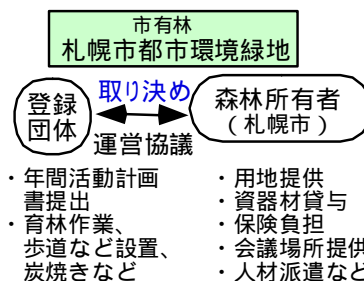 市有林
札幌市都市環境緑地
登録
団体
取り決め
運営協議
森林所有者
（札幌市）
・年間活動計画
書提出
・育林作業、
歩道など設置、
炭焼きなど
・用地提供
・資器材貸与
・保険負担
・会議場所提供
・人材派遣など